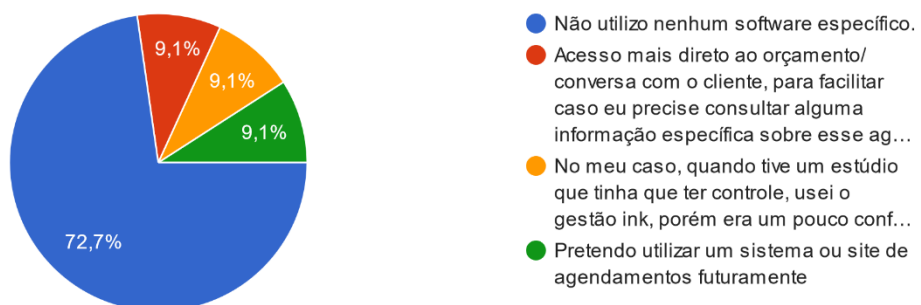 9,1%
9,1%
9,1%
72,7%
Não utilizo nenhum software específico.
Acesso mais direto ao orçamento/
conversa com o cliente, para facilitar
caso eu precise consultar alguma
informação específica sobre esse ag…
No meu caso, quando tive um estúdio
que tinha que ter controle, usei o
gestão ink, porém era um pouco conf…
Pretendo utilizar um sistema ou site de
agendamentos futuramente